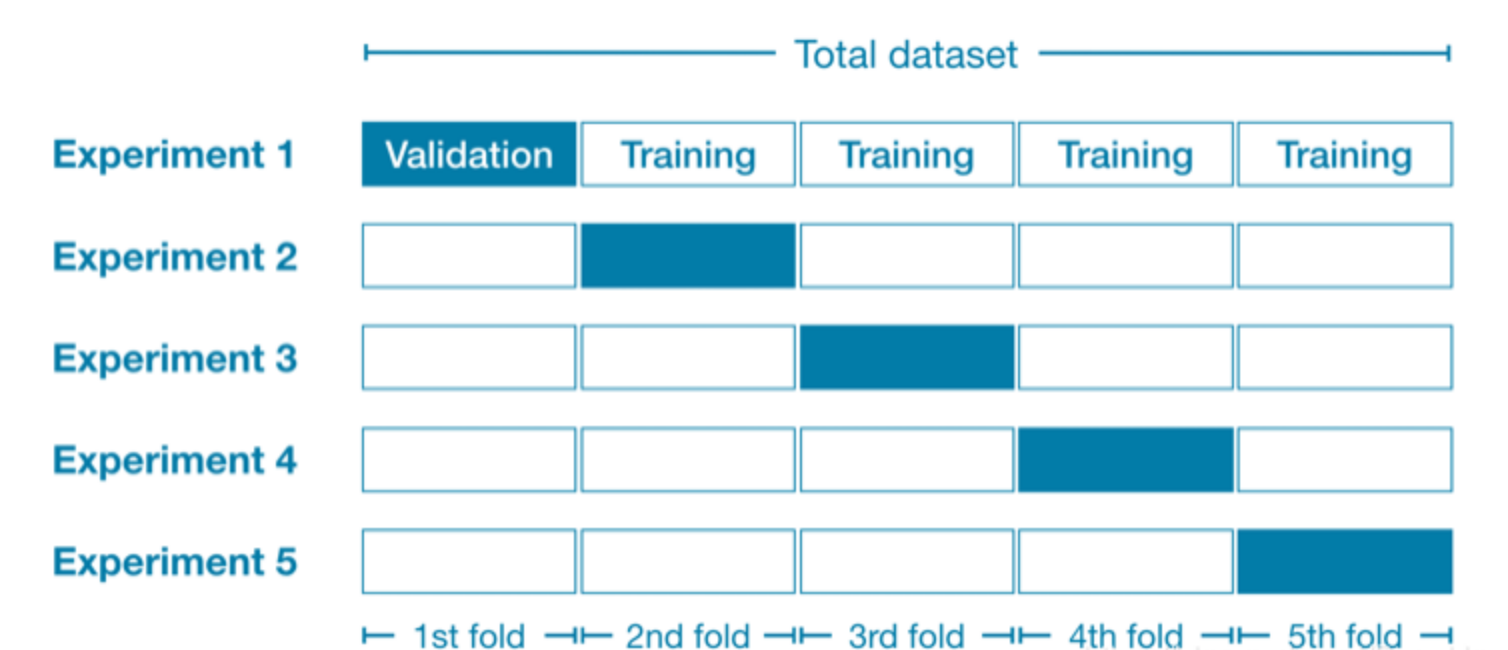 Total dataset
Experiment 1 Validation Training Training Training Training
Experiment 2
Experiment 3
Experiment 4
Experiment 5
1st fold 2nd fold 3rd fold 4th fold 5th fold